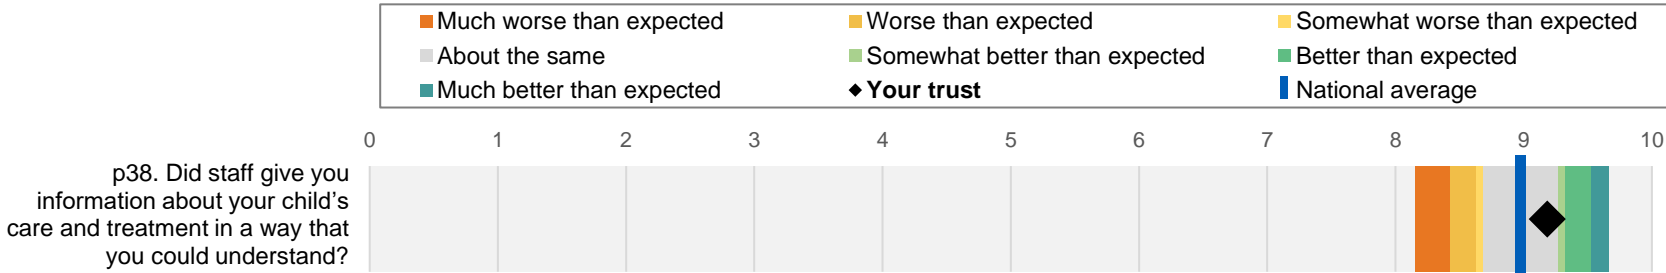 Much worse than expected
Worse than expected
Somewhat worse than expected
About the same
Somewhat better than expected
Better than expected
Much better than expected
Your trust
National average
0 1 2 3 4 5 6 7 8 9 10
p38. Did staff give you
information about your child’s
care and treatment in a way that
you could understand?